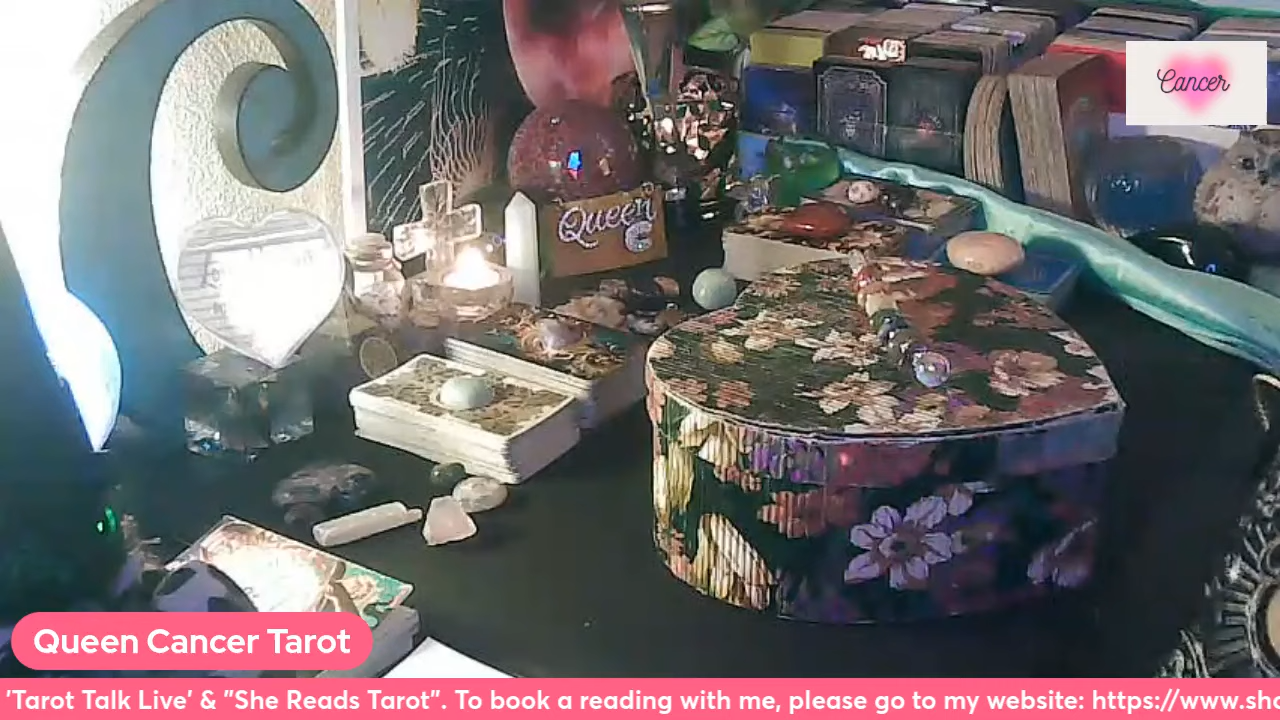 Cancer
Queen
Queen Cancer Tarot
'Tarot Talk Live' & "She Reads Tarot". To book a reading with me, please go to my website: https://www.sh